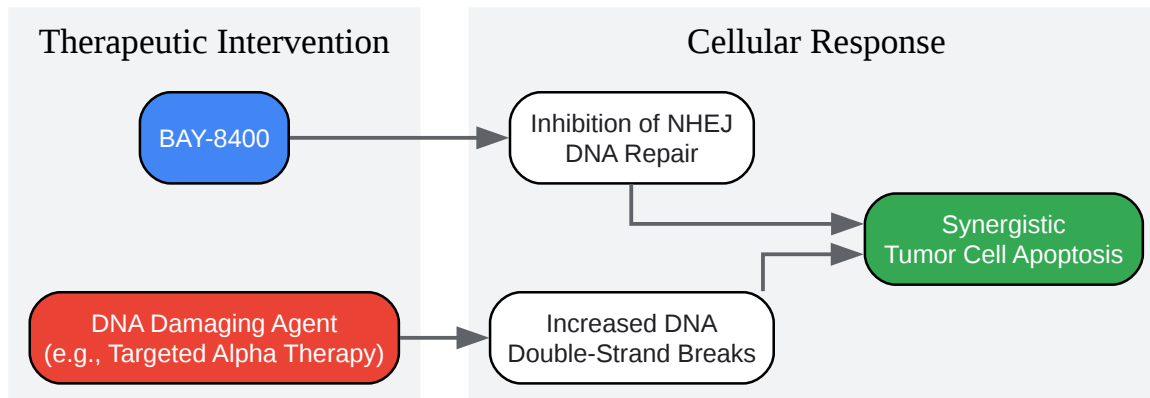 Therapeutic Intervention
Cellular Response
BAY-8400
Inhibition of NHEJ
DNA Repair
Synergistic
Tumor Cell Apoptosis
DNA Damaging Agent
(e.g., Targeted Alpha Therapy)
Increased DNA
Double-Strand Breaks